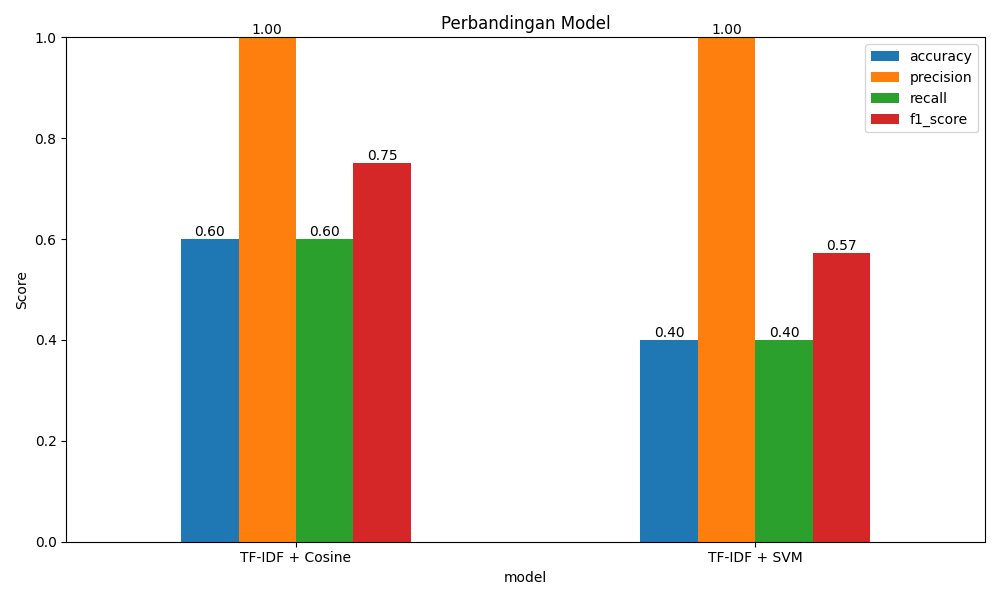 Perbandingan Model
1.00
1.00
1.0
accuracy
precision
recall
f1_score
0.8
0.75
0.6
0.60
0.60
0.57
Score
0.4
0.40
0.40
0.2
0.0
TF-IDF + Cosine
TF-IDF + SVM
model